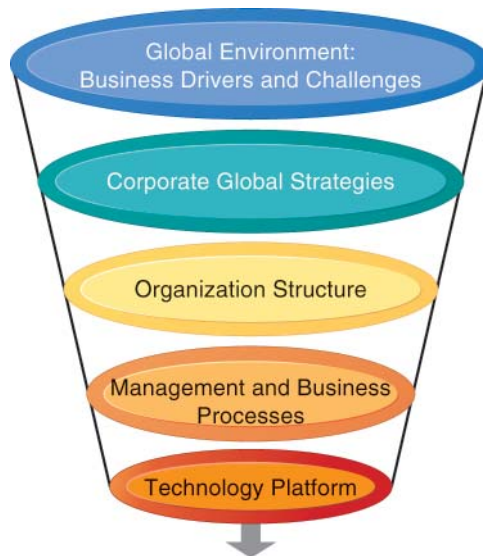 Global Environment:
Business Drivers and Challenges
Corporate Global Strategies
Organization Structure
Management and Business
Processes
Technology Platform